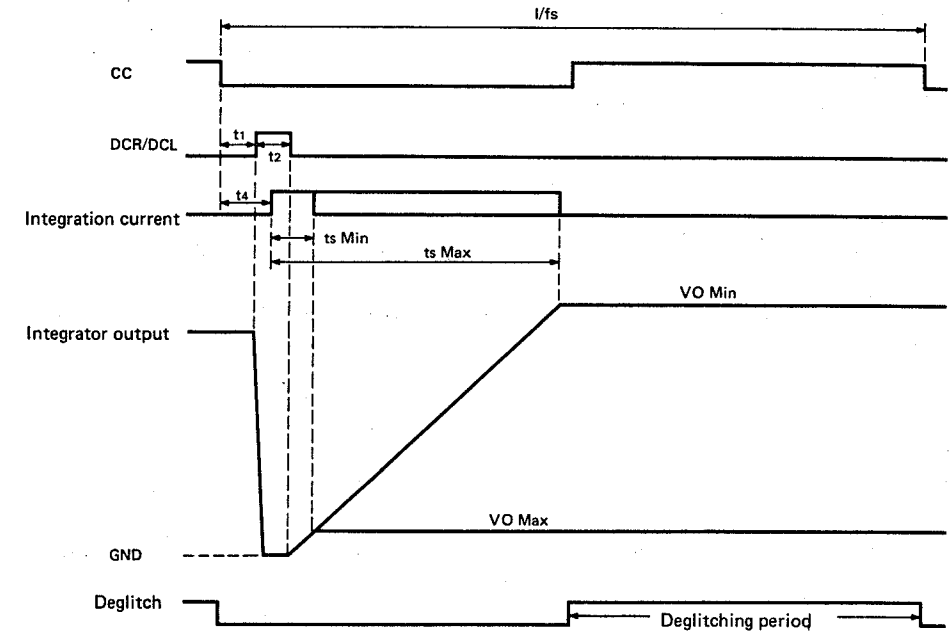 I/fs
CC
DCR/DCL
t1
t2
t4
Integration current
ts Min
ts Max
VO Min
Integrator output
VO Max
GND
Deglitch
Deglitching period